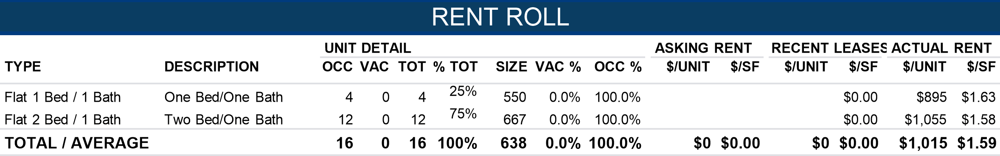 RENT ROLL
UNIT DETAIL ASKING RENT RECENT LEASES ACTUAL RENT
TYPE DESCRIPTION OCC VAC TOT % TOT SIZE VAC % OCC % $/UNIT $/SF $/UNIT $/SF $/UNIT $/SF
Flat 1 Bed / 1 Bath One Bed/One Bath 4 0 4 25% 550 0.0% 100.0% $0.00 $895 $1.63
Flat 2 Bed / 1 Bath Two Bed/One Bath 12 0 12 75% 667 0.0% 100.0% $0.00 $1,055 $1.58
TOTAL / AVERAGE 16 0 16 100% 638 0.0% 100.0% $0 $0.00 $0 $0.00 $1,015 $1.59